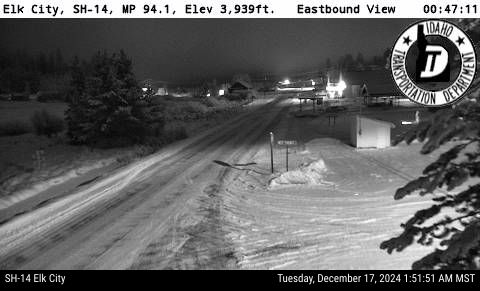 Elk City, SH-14, MP 94.1, Elev 3,939ft. Eastbound View 00:47:11
IDAHO
TRANSPORTATION DEPARTMENT
SH-14 Elk City Tuesday, December 17, 2024 1:51:51 AM MST